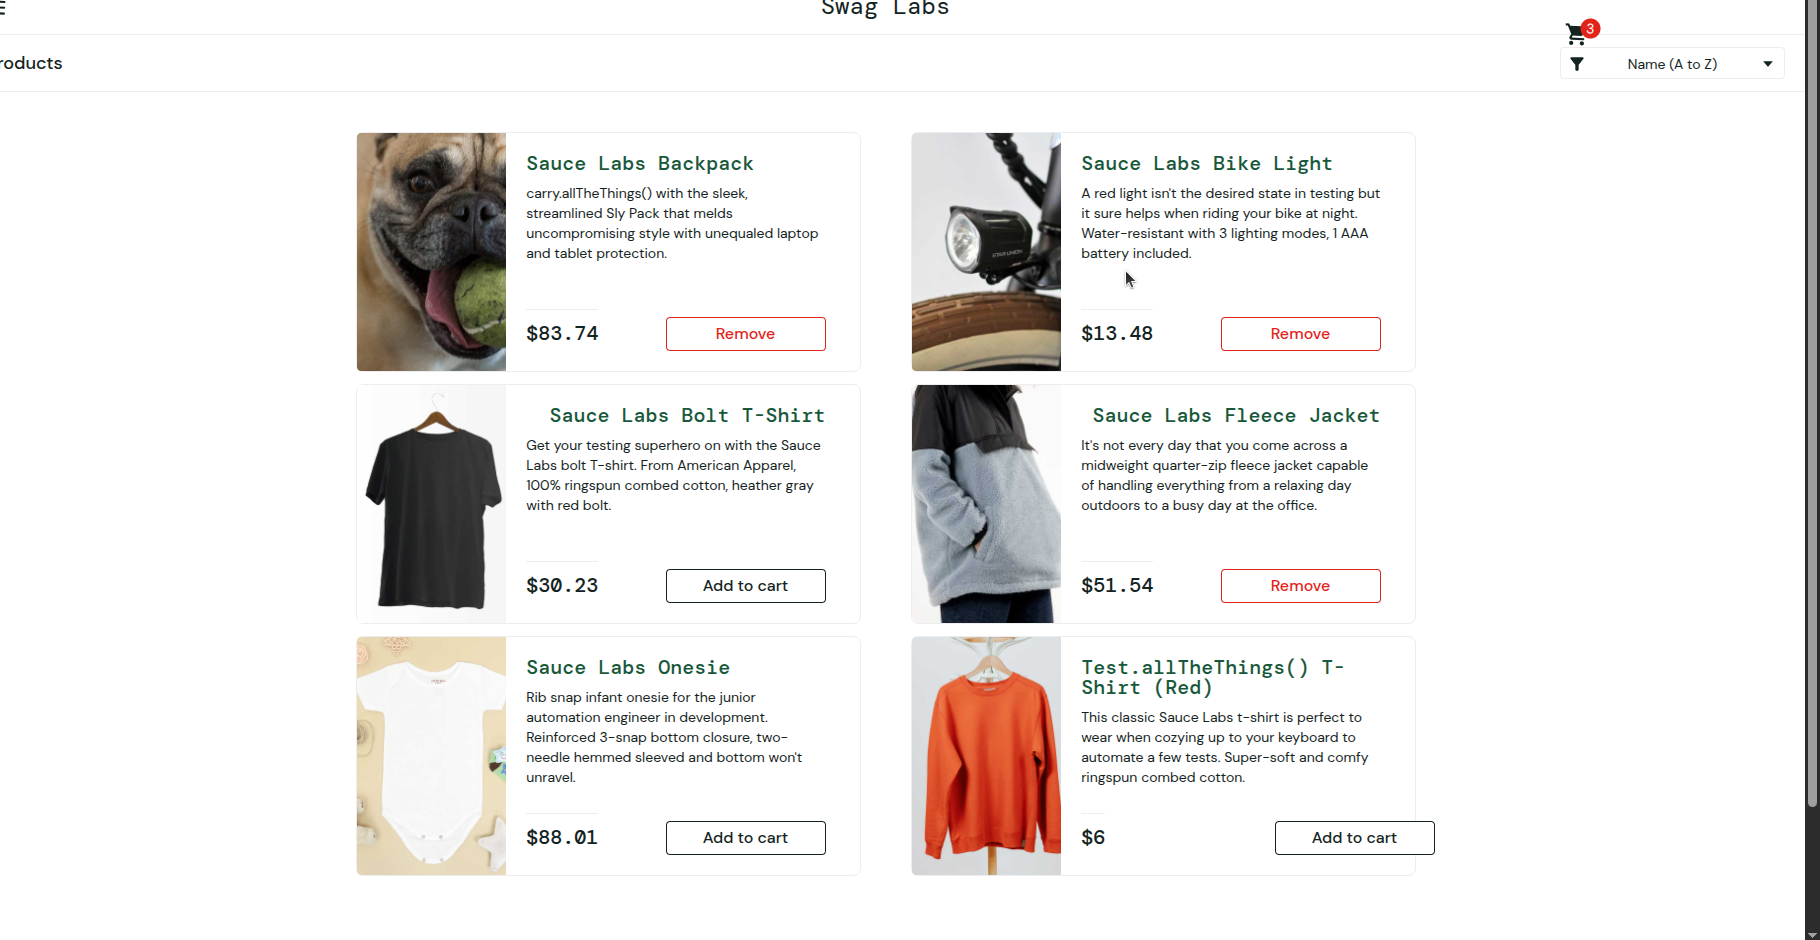 Swag Labs
3
roducts
Name (A to Z)
Sauce Labs Backpack
carry.allTheThings() with the sleek,
streamlined Sly Pack that melds
uncompromising style with unequaled laptop
and tablet protection.
$83.74
Remove
Sauce Labs Bike Light
A red light isn't the desired state in testing but
it sure helps when riding your bike at night.
Water-resistant with 3 lighting modes, 1 AAA
battery included.
$13.48
Remove
Sauce Labs Bolt T-Shirt
Get your testing superhero on with the Sauce
Labs bolt T-shirt. From American Apparel,
100% ringspun combed cotton, heather gray
with red bolt.
$30.23
Add to cart
Sauce Labs Fleece Jacket
It's not every day that you come across a
midweight quarter-zip fleece jacket capable
of handling everything from a relaxing day
outdoors to a busy day at the office.
$51.54
Remove
Sauce Labs Onesie
Rib snap infant onesie for the junior
automation engineer in development.
Reinforced 3-snap bottom closure, two-
needle hemmed sleeved and bottom won't
unravel.
$88.01
Add to cart
Test.allTheThings() T-
Shirt (Red)
This classic Sauce Labs t-shirt is perfect to
wear when cozying up to your keyboard to
automate a few tests. Super-soft and comfy
ringspun combed cotton.
$6
Add to cart